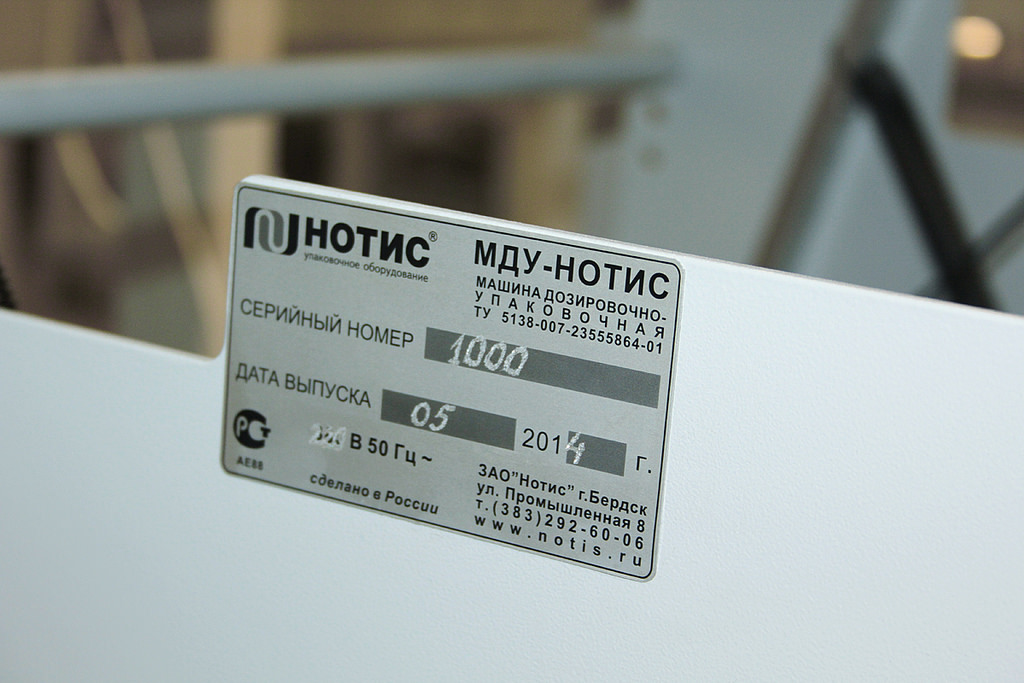 НОТИС®
упаковочное оборудование
МДУ-НОТИС
МАШИНА ДОЗИРОВОЧНО-
УПАКОВОЧНАЯ
ТУ 5138-007-23555864-01
СЕРИЙНЫЙ НОМЕР 1000
ДАТА ВЫПУСКА 05 2014 г.
В 50 Гц ~
АЕ88
сделано в России
ЗАО"Нотис" г.Бердск
ул. Промышленная 8
т.(383)292-60-06
www.notis.ru